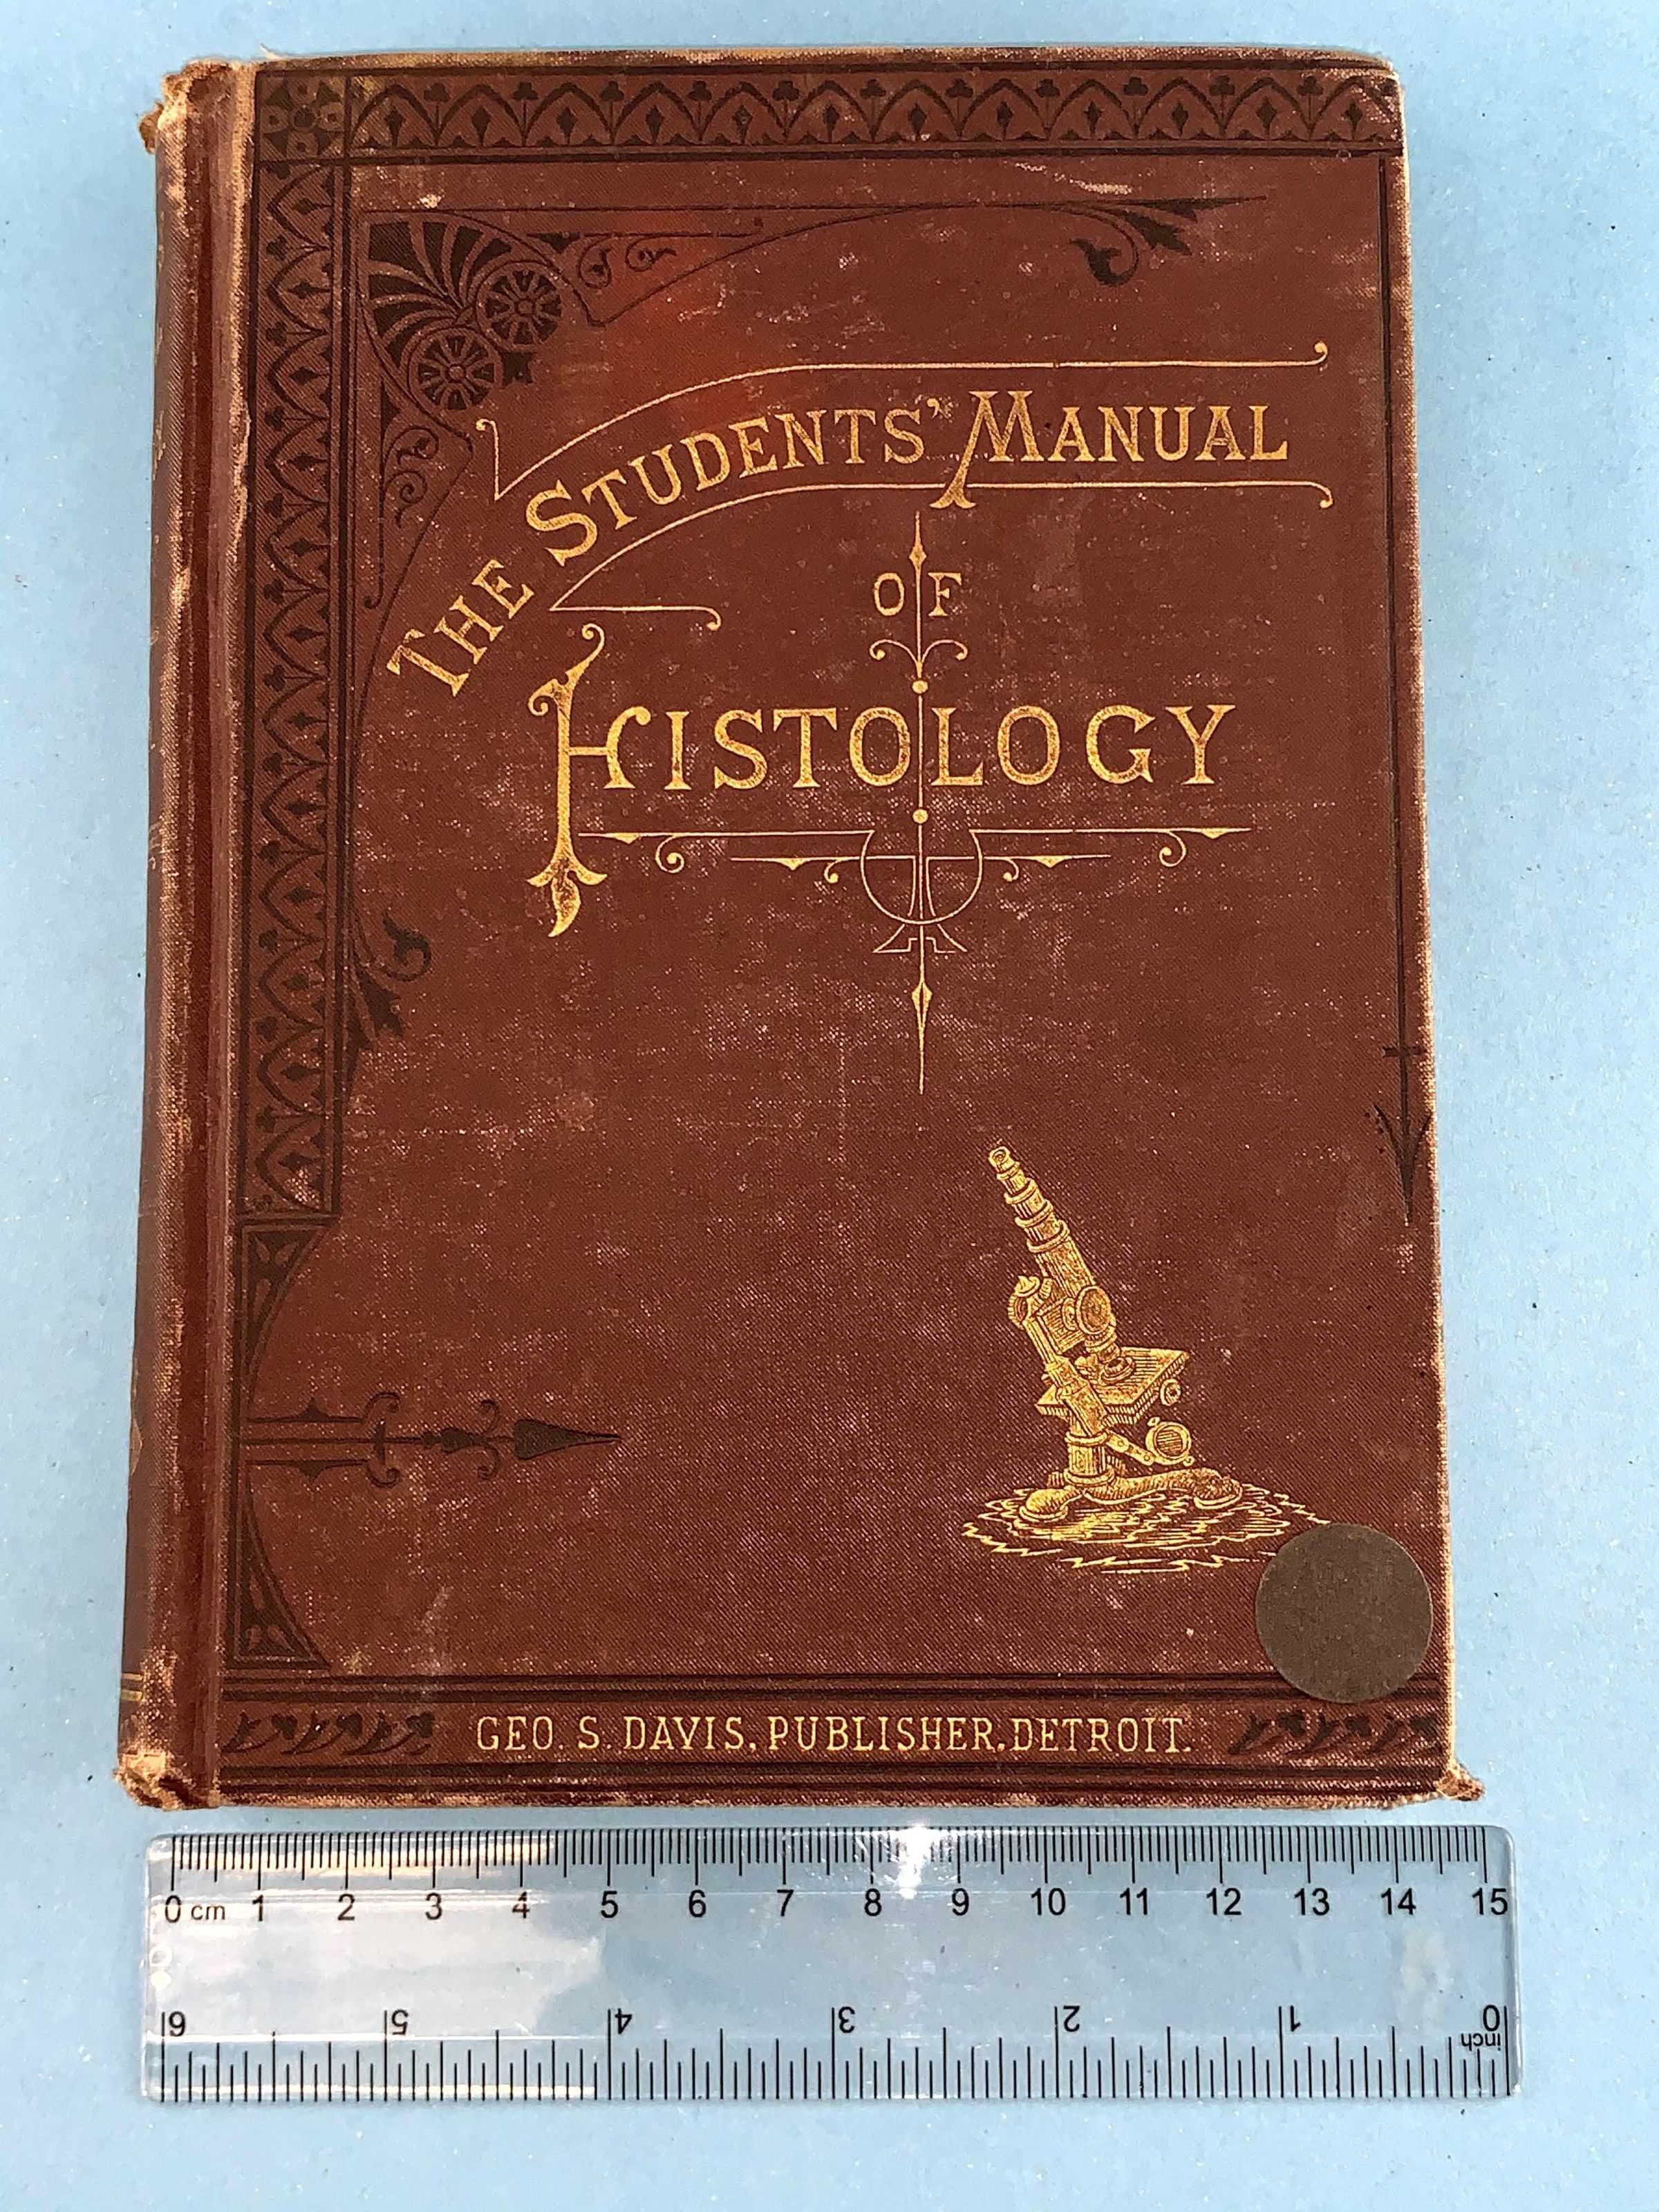 THE STUDENTS' MANUAL
OF
HISTOLOGY
GEO. S. DAVIS, PUBLISHER, DETROIT.
0 cm 1 2 3 4 5 6 7 8 9 10 11 12 13 14 15
6 5 4 3 2 1 0
inch